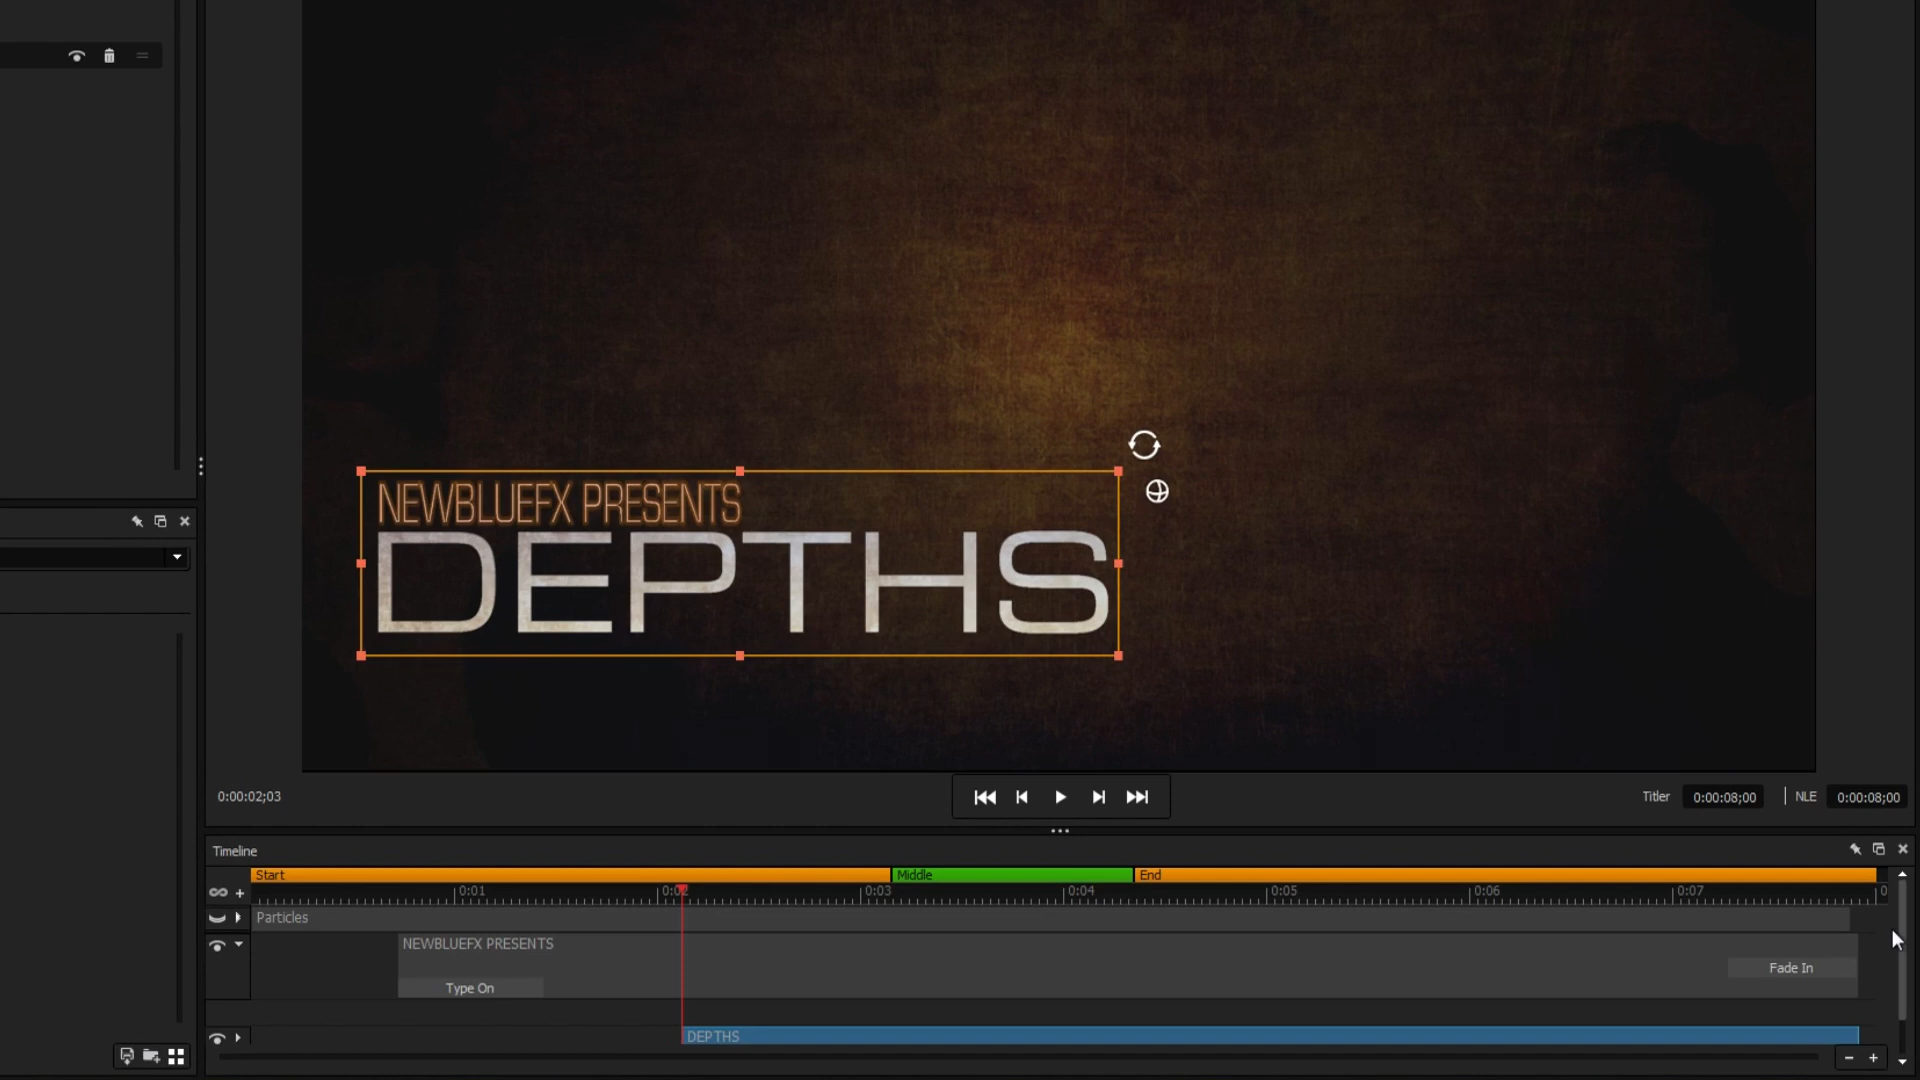 NEWBLUEFX PRESENTS
DEPTHS
0:00:02;03
Titler 0:00:08;00 | NLE 0:00:08;00
Timeline
Start Middle End
0:01 0:02 0:03 0:04 0:05 0:06 0:07 0
Particles
NEWBLUEFX PRESENTS
Fade In
Type On
DEPTHS